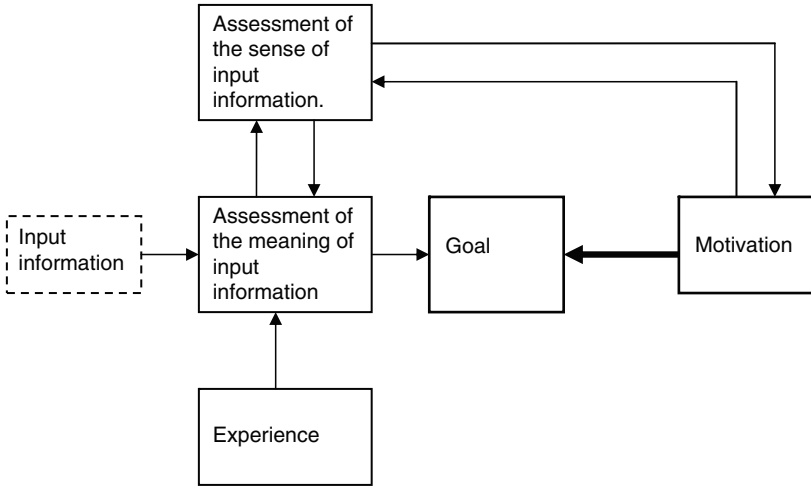 Assessment of
the sense of
input
information.
Input
information
Assessment of
the meaning of
input
information
Goal
Motivation
Experience